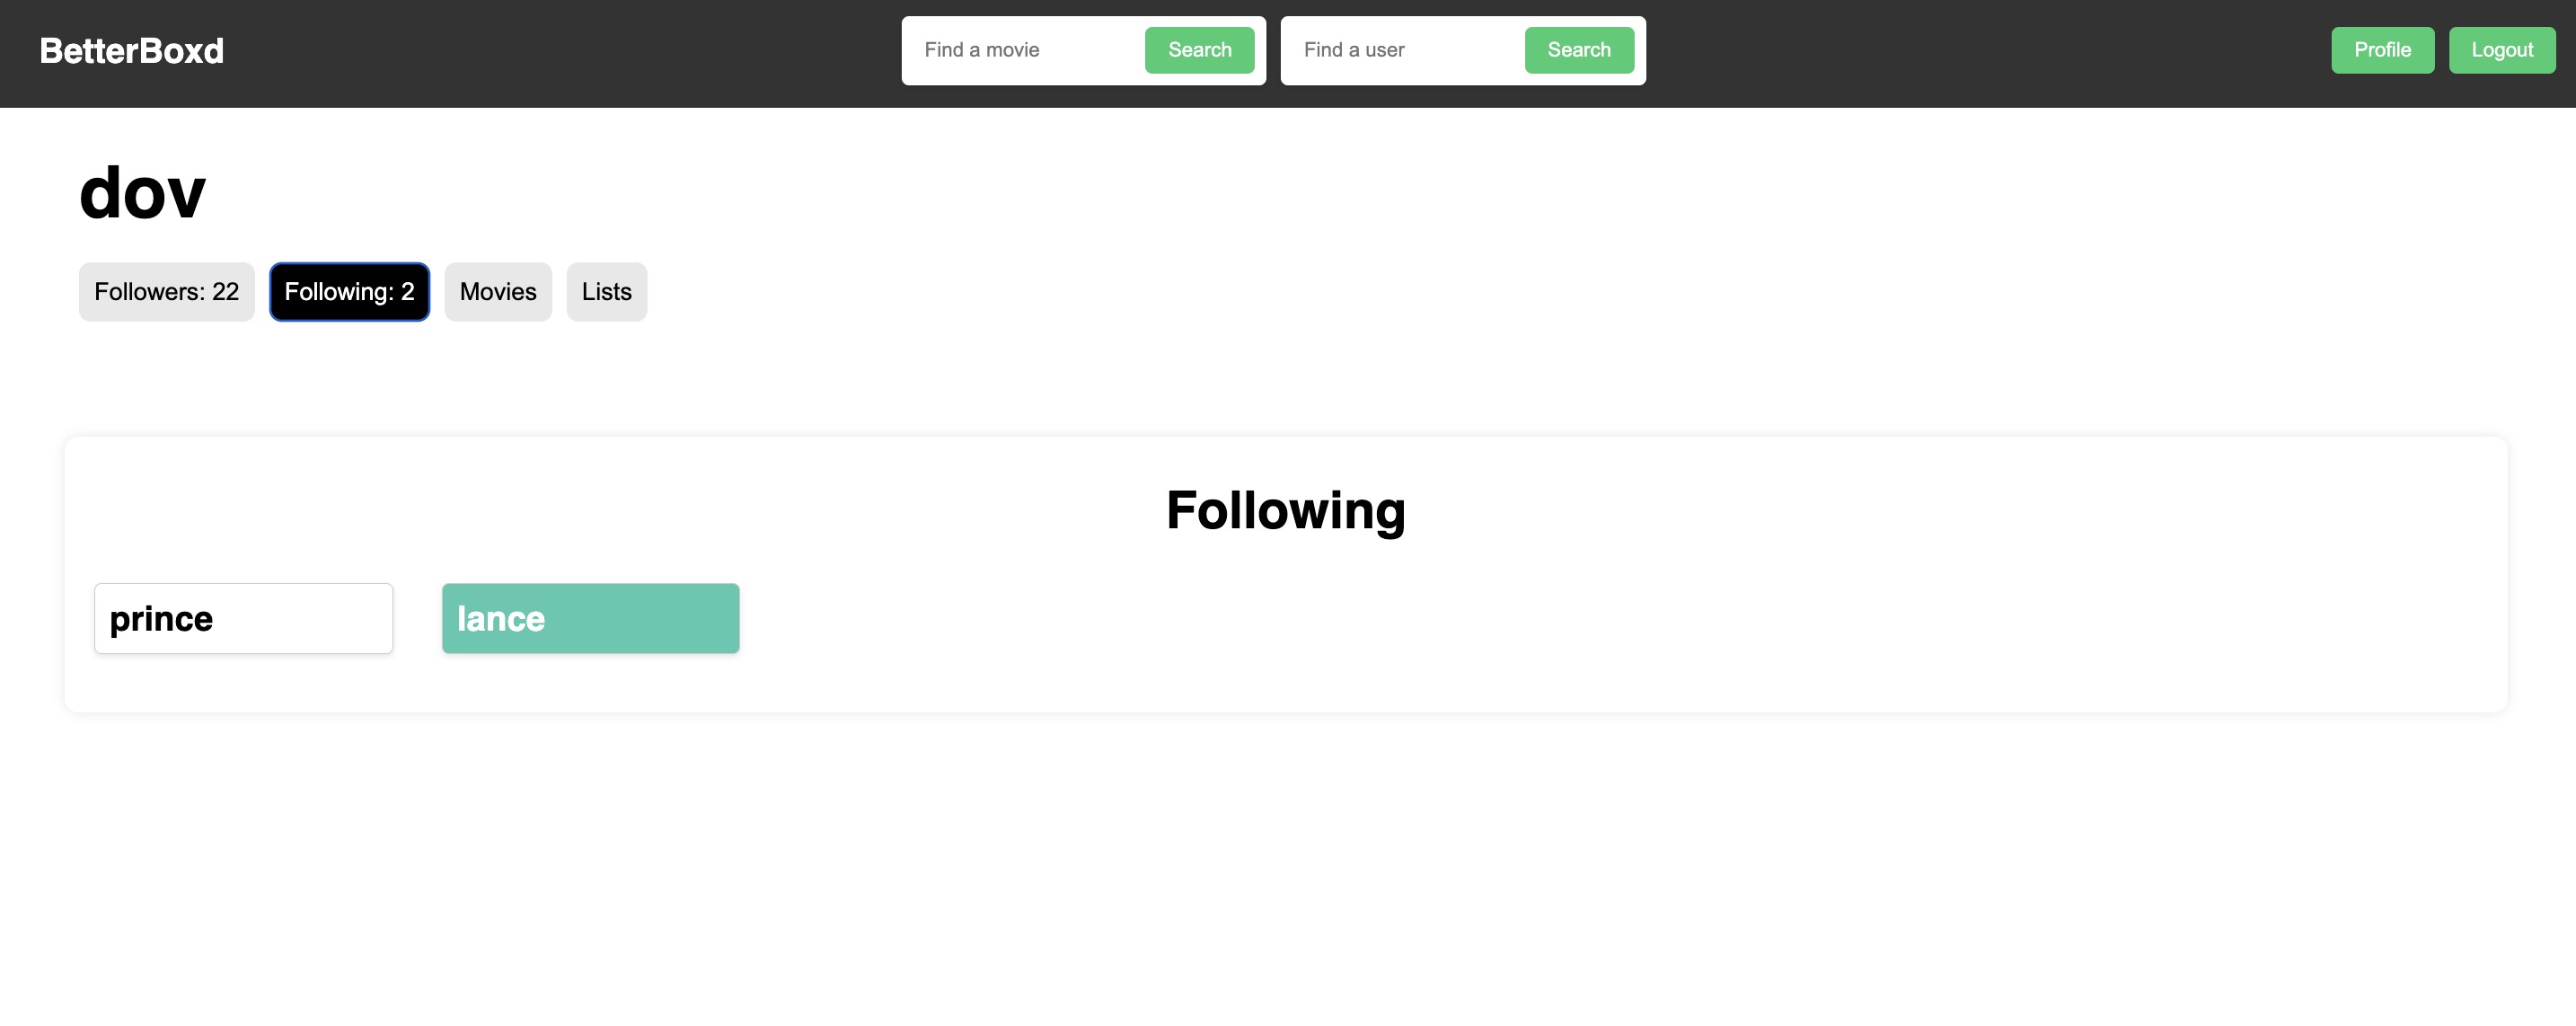 BetterBoxd
Find a movie Search Find a user Search
Profile Logout
dov
Followers: 22 Following: 2 Movies Lists
Following
prince lance